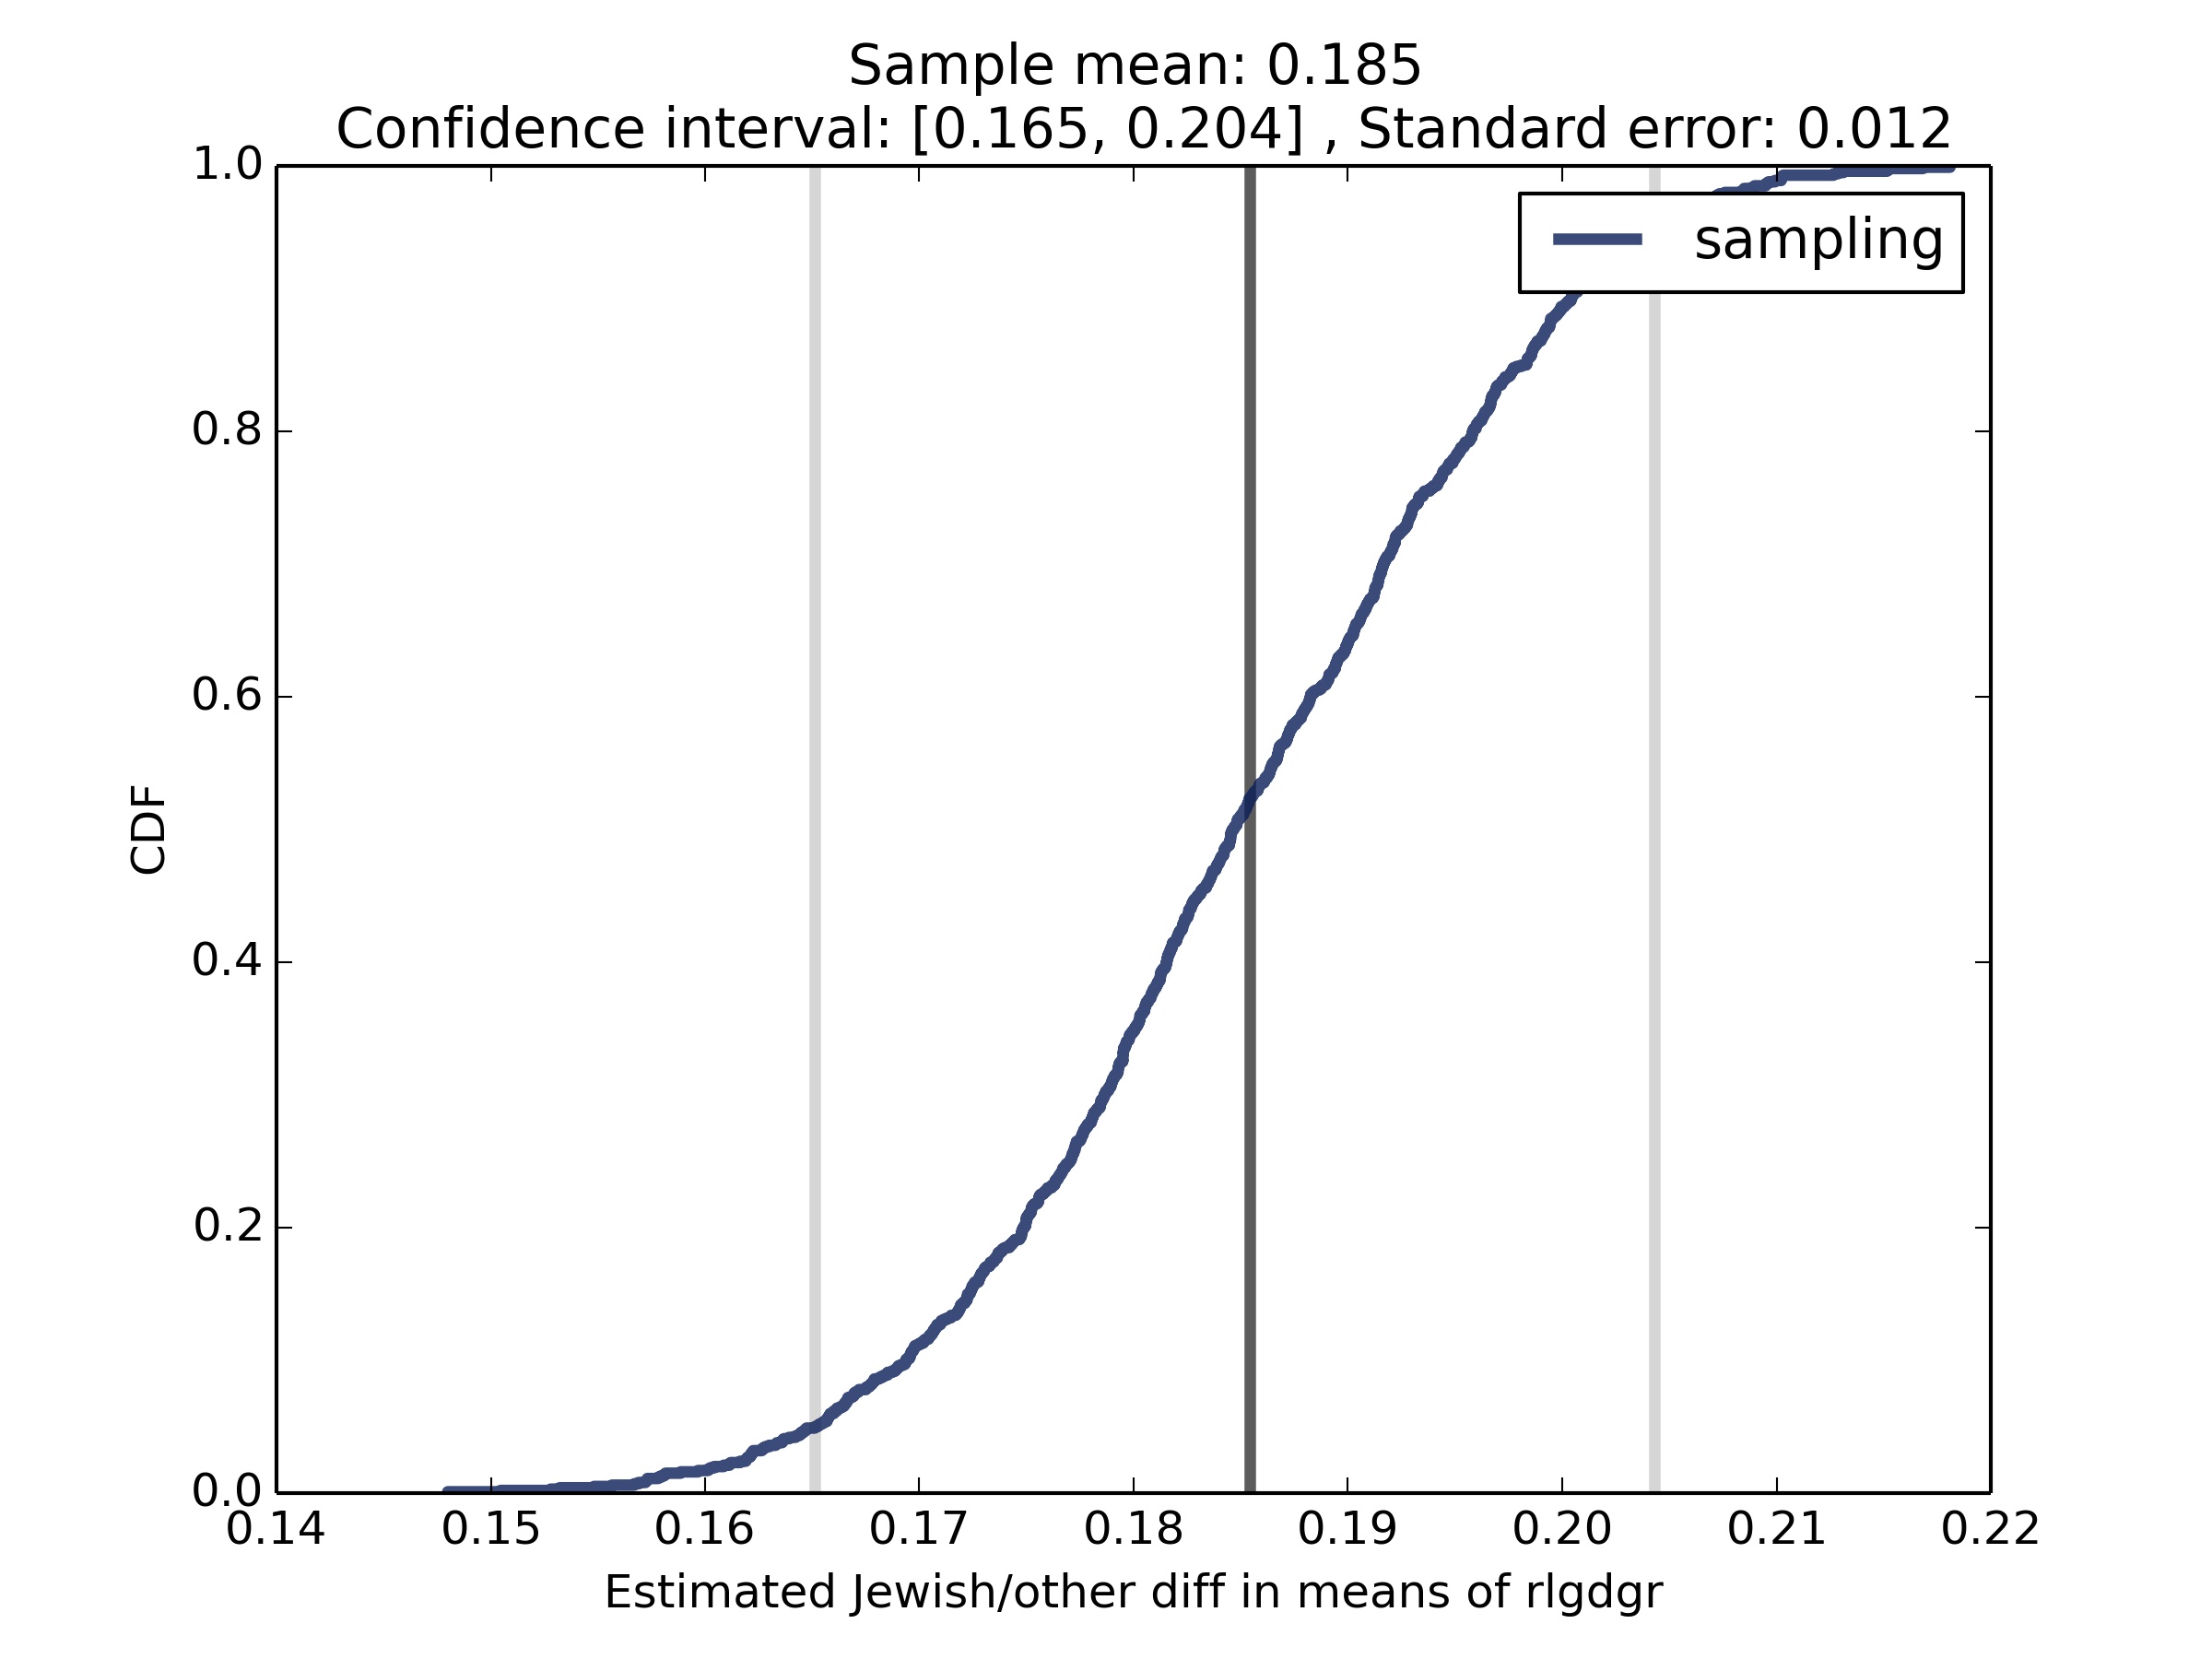 Sample mean: 0.185
Confidence interval: [0.165, 0.204] , Standard error: 0.012
1.0
0.8
0.6
0.4
0.2
0.0
CDF
sampling
0.14 0.15 0.16 0.17 0.18 0.19 0.20 0.21 0.22
Estimated Jewish/other diff in means of rlgdgr